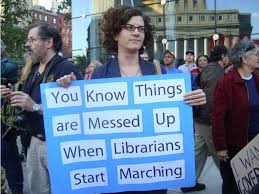 You Know Things
are Messed Up
When Librarians
Start Marching